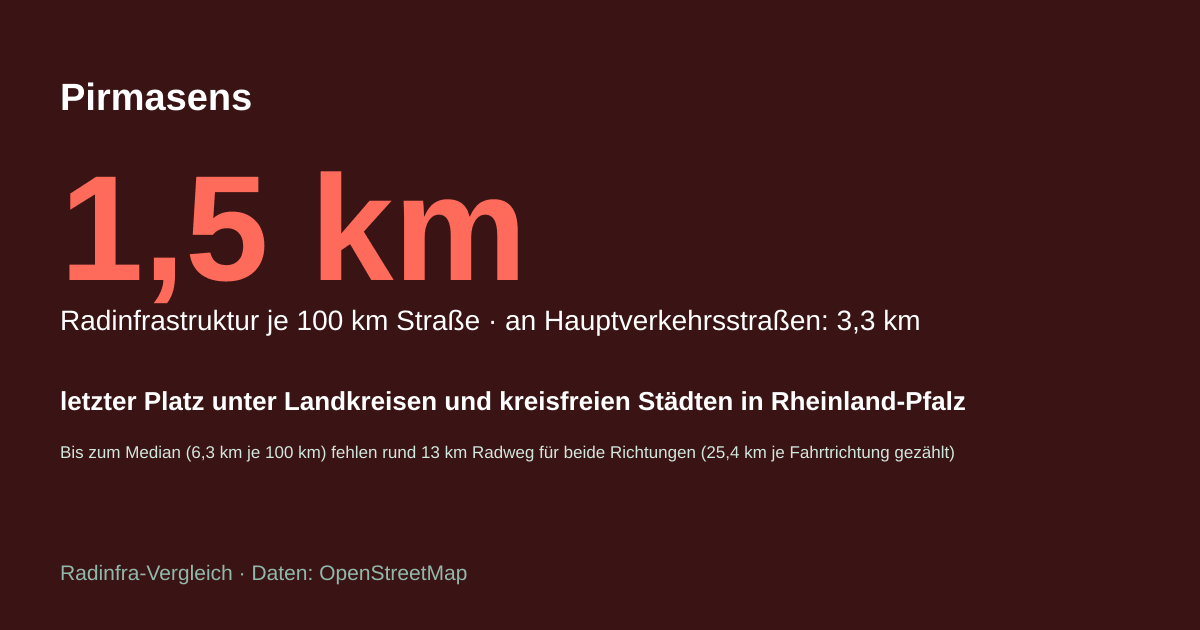 Pirmasens
1,5 km
Radinfrastruktur je 100 km Straße · an Hauptverkehrsstraßen: 3,3 km
letzter Platz unter Landkreisen und kreisfreien Städten in Rheinland-Pfalz
Bis zum Median (6,3 km je 100 km) fehlen rund 13 km Radweg für beide Richtungen (25,4 km je Fahrtrichtung gezählt)
Radinfra-Vergleich · Daten: OpenStreetMap